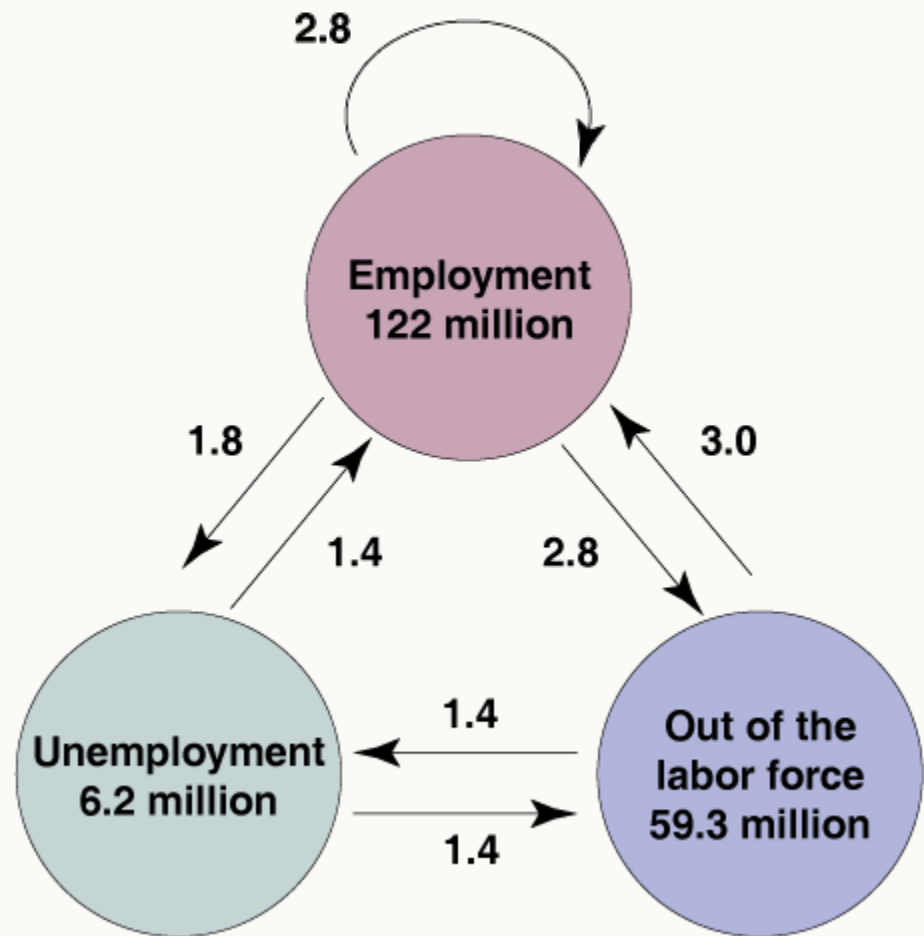 2.8
Employment
122 million
1.8
3.0
1.4
2.8
1.4
Unemployment
6.2 million
Out of the
labor force
59.3 million
1.4